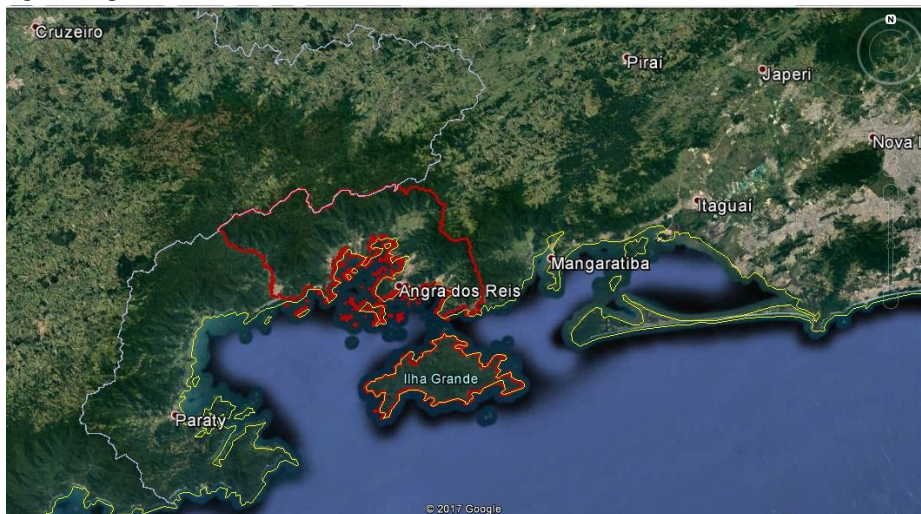 Cruzeiro
Piraí
Japeri
Nova
Itaguaí
Mangaratiba
Angra dos Reis
Ilha Grande
Paraty
N
© 2017 Google